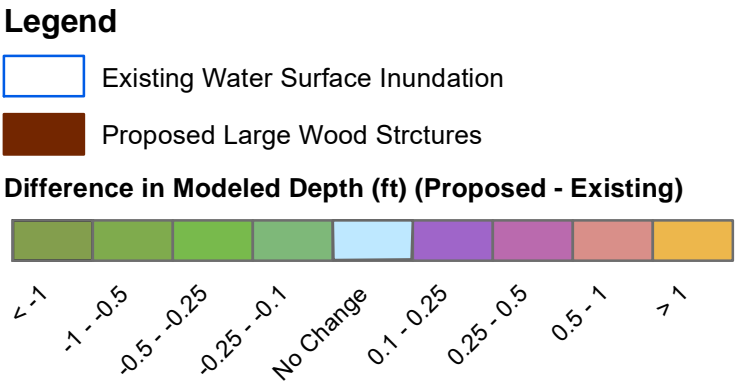 Legend
Existing Water Surface Inundation
Proposed Large Wood Strctures
Difference in Modeled Depth (ft) (Proposed - Existing)
< -1
-1 - -0.5
-0.5 - -0.25
-0.25 - -0.1
No Change
0.1 - 0.25
0.25 - 0.5
0.5 - 1
> 1